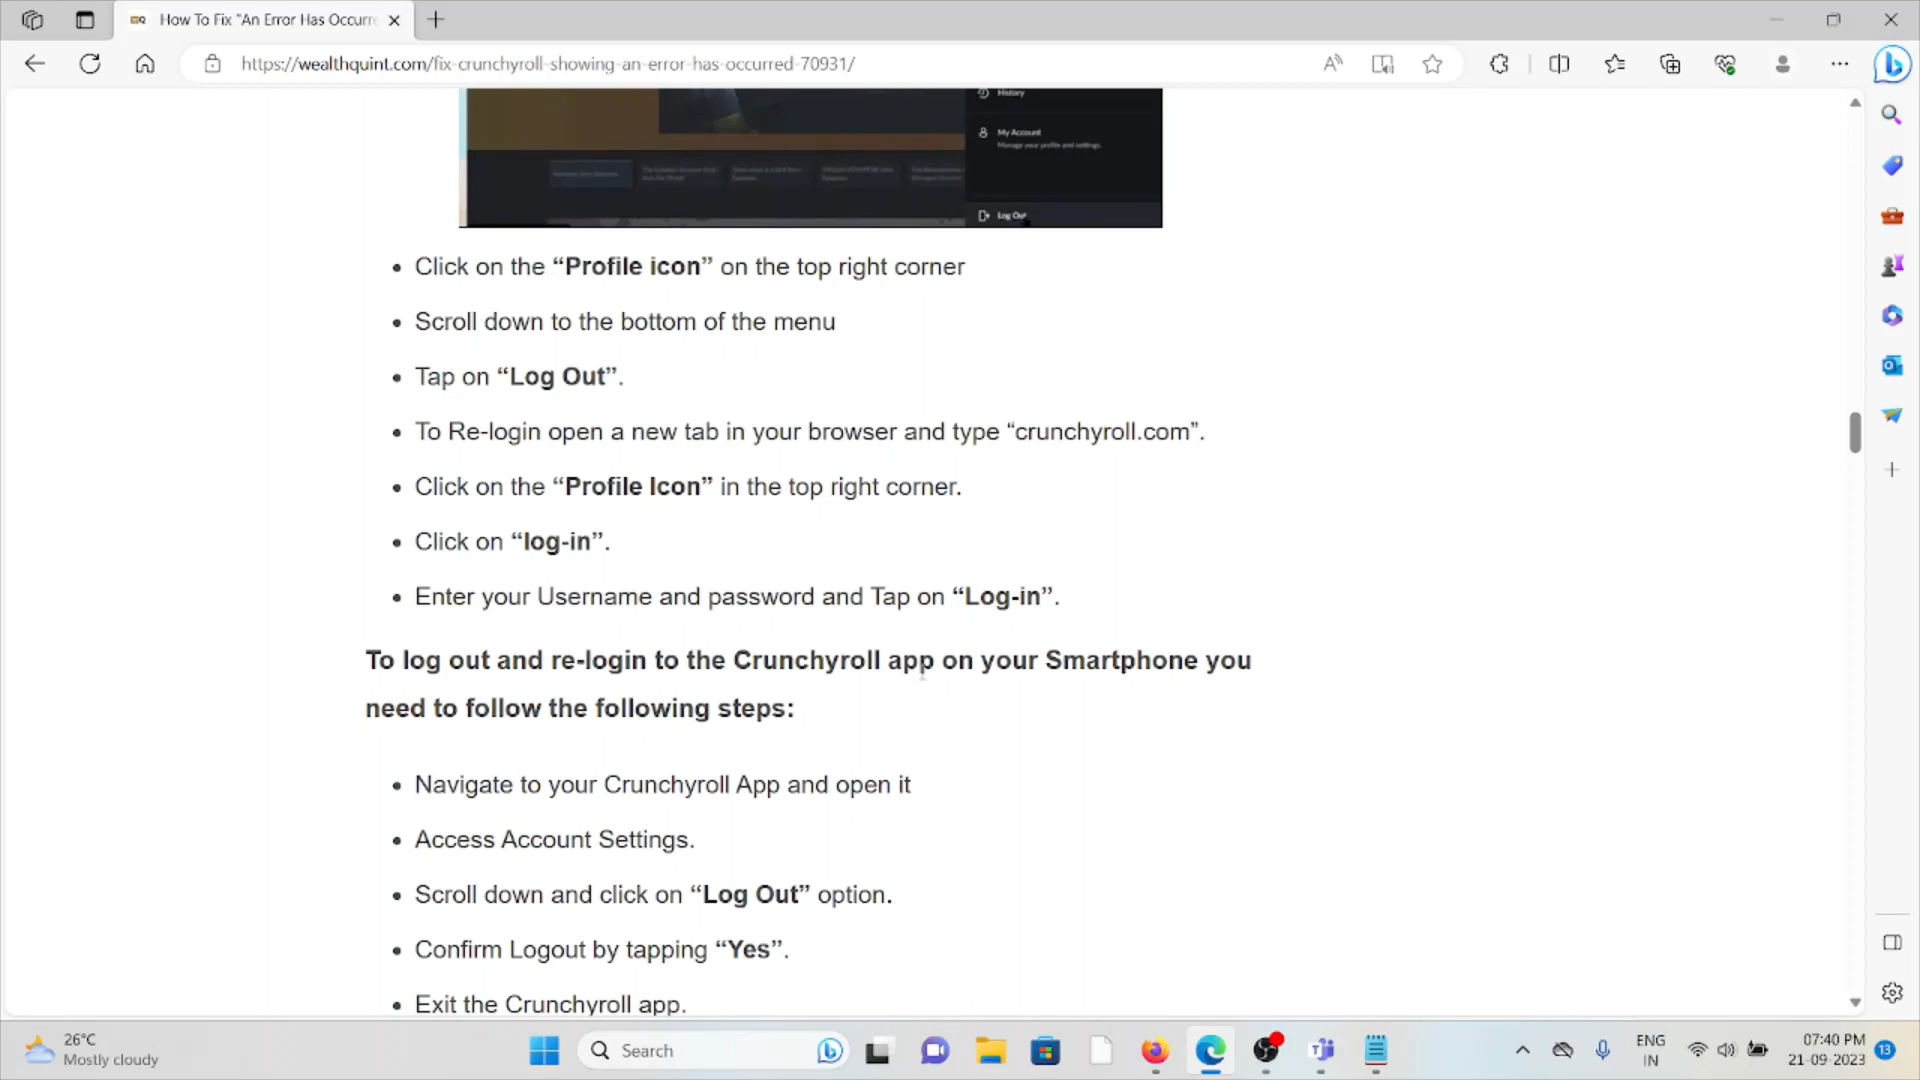 How To Fix "An Error Has Occurre
https://wealthquint.com/fix-crunchyroll-showing-an-error-has-occurred-70931/
History
My Account
Manage your profile and settings.
Log Out
• Click on the “Profile icon” on the top right corner
• Scroll down to the bottom of the menu
• Tap on “Log Out”.
• To Re-login open a new tab in your browser and type “crunchyroll.com”.
• Click on the “Profile Icon” in the top right corner.
• Click on “log-in”.
• Enter your Username and password and Tap on “Log-in”.
To log out and re-login to the Crunchyroll app on your Smartphone you
need to follow the following steps:
• Navigate to your Crunchyroll App and open it
• Access Account Settings.
• Scroll down and click on “Log Out” option.
• Confirm Logout by tapping “Yes”.
• Exit the Crunchyroll app.
26°C
Mostly cloudy
Search
ENG
IN
07:40 PM
21-09-2023
13